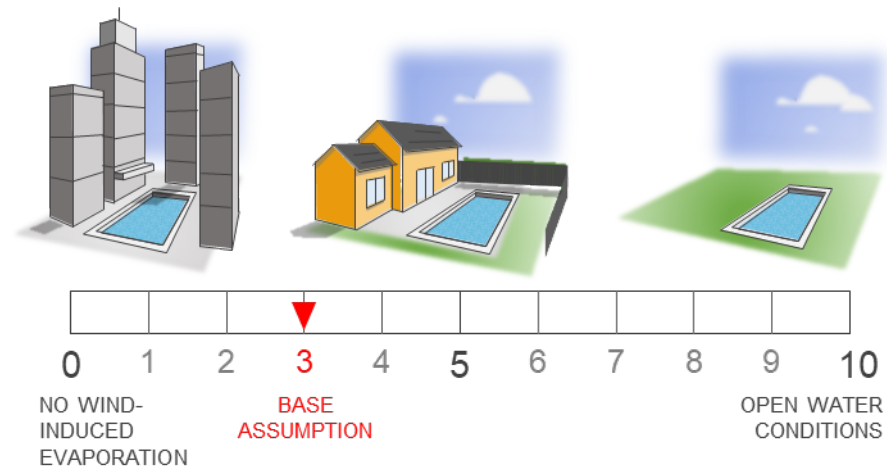 0 1 2 3 4 5 6 7 8 9 10
NO WIND-
INDUCED
EVAPORATION
BASE
ASSUMPTION
OPEN WATER
CONDITIONS